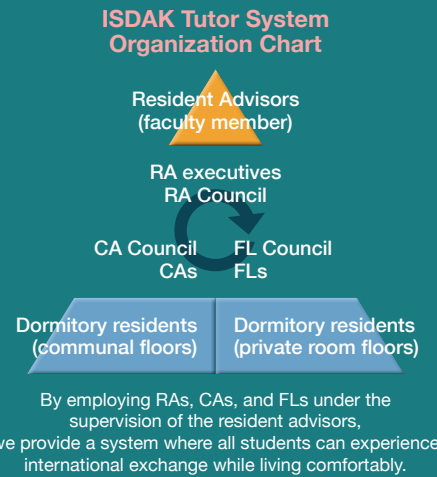 ISDAK Tutor System
Organization Chart
Resident Advisors
(faculty member)
RA executives
RA Council
CA Council
CAs
FL Council
FLs
Dormitory residents
(communal floors)
Dormitory residents
(private room floors)
By employing RAs, CAs, and FLs under the
supervision of the resident advisors,
we provide a system where all students can experience
international exchange while living comfortably.